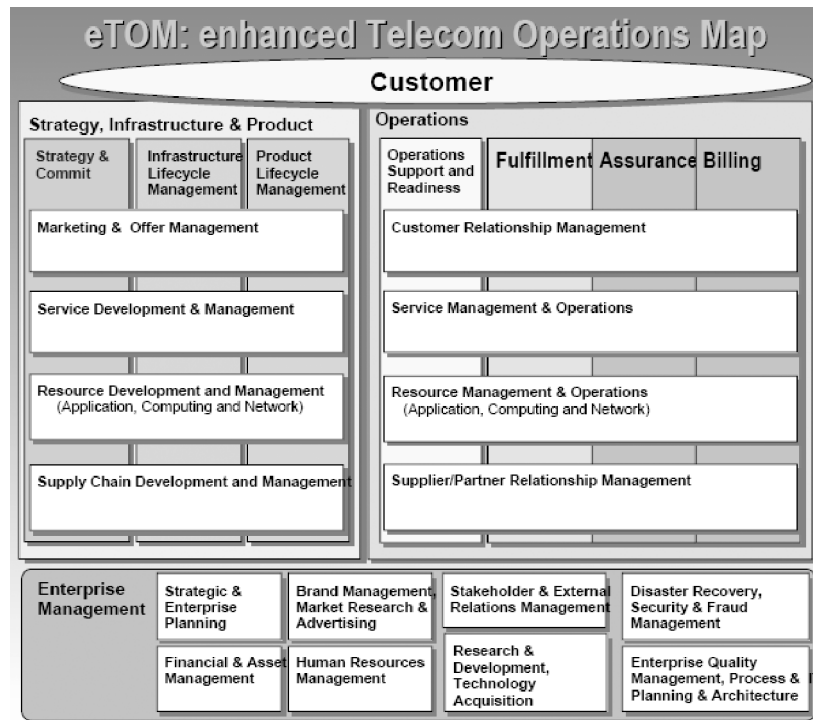 eTOM: enhanced Telecom Operations Map
Customer
Strategy, Infrastructure & Product
Strategy &
Commit
Infrastructure
Lifecycle
Management
Product
Lifecycle
Management
Marketing & Offer Management
Service Development & Management
Resource Development and Management
(Application, Computing and Network)
Supply Chain Development and Management
Operations
Operations
Support and
Readiness
Fulfillment
Assurance
Billing
Customer Relationship Management
Service Management & Operations
Resource Management & Operations
(Application, Computing and Network)
Supplier/Partner Relationship Management
Enterprise
Management
Strategic &
Enterprise
Planning
Brand Management,
Market Research &
Advertising
Stakeholder & External
Relations Management
Disaster Recovery,
Security & Fraud
Management
Financial & Asset
Management
Human Resources
Management
Research &
Development,
Technology
Acquisition
Enterprise Quality
Management, Process &
Planning & Architecture